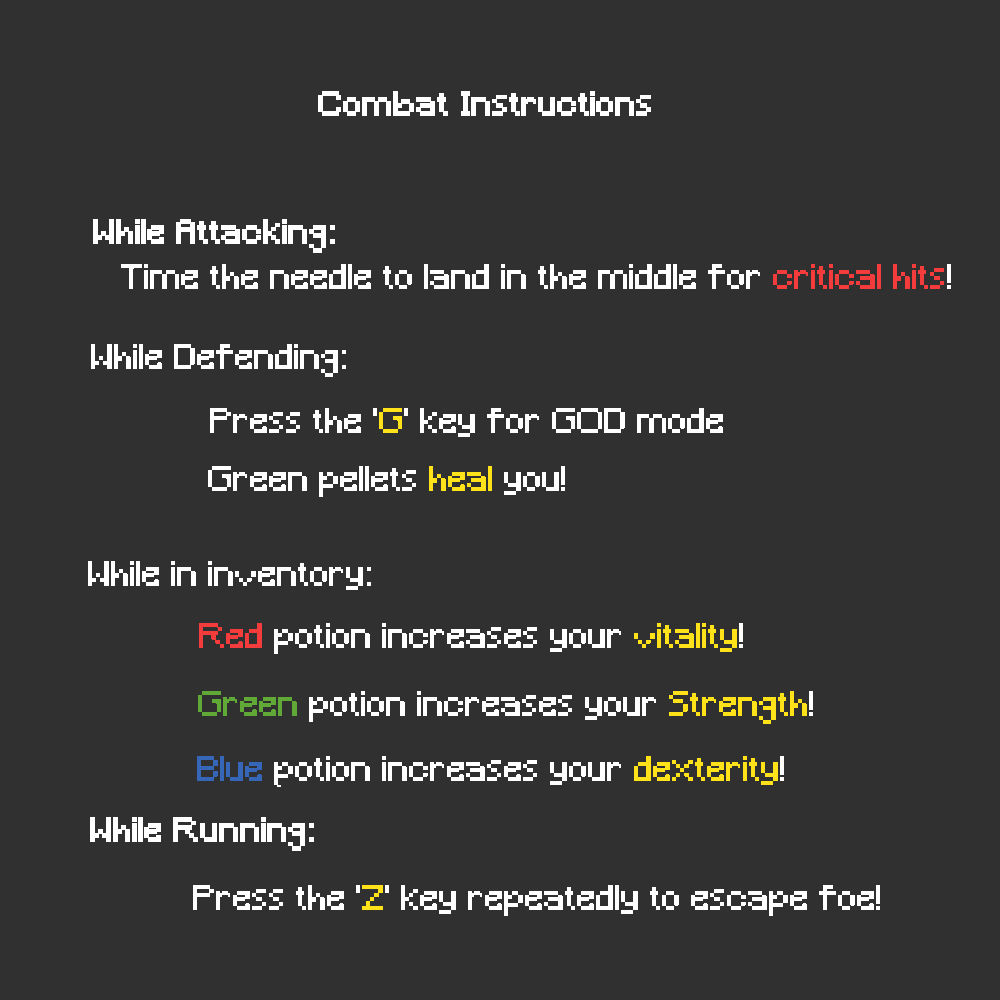 Combat Instructions
While Attacking:
Time the needle to land in the middle for critical hits!
While Defending:
Press the 'G' key for GOD mode
Green pellets heal you!
While in inventory:
Red potion increases your vitality!
Green potion increases your Strength!
Blue potion increases your dexterity!
While Running:
Press the 'Z' key repeatedly to escape foe!